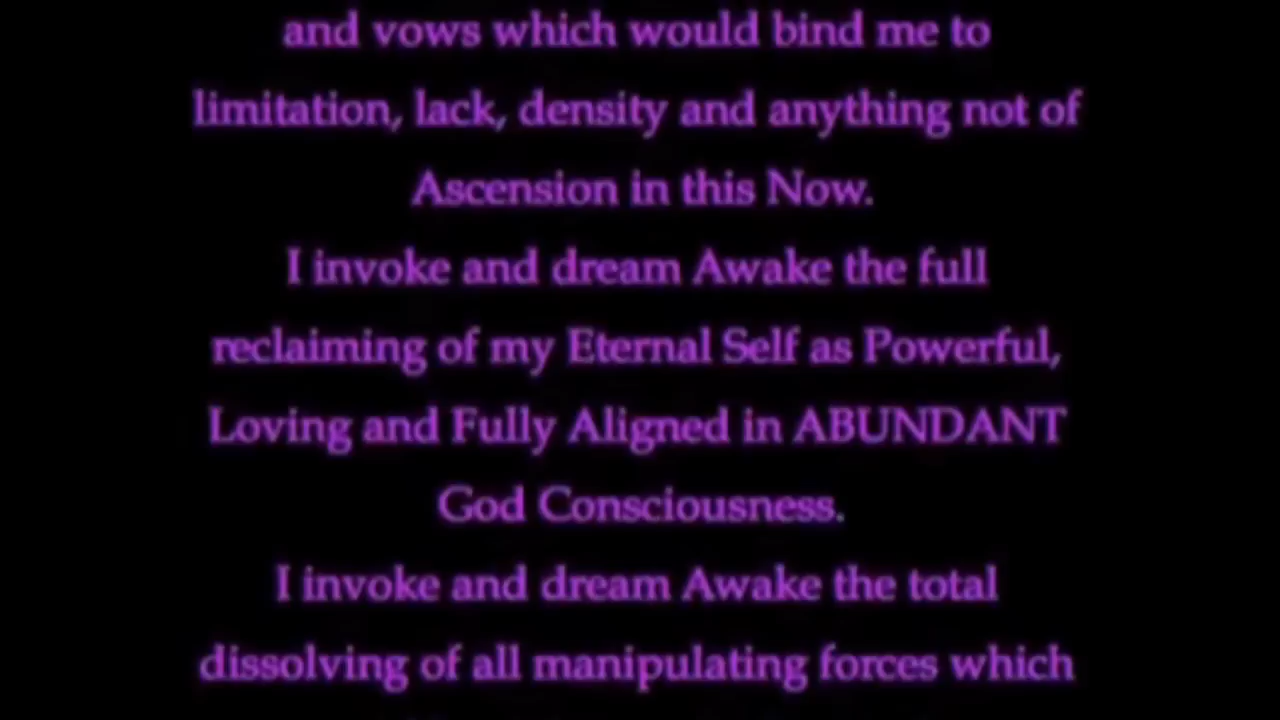 and vows which would bind me to
limitation, lack, density and anything not of
Ascension in this Now.
I invoke and dream Awake the full
reclaiming of my Eternal Self as Powerful,
Loving and Fully Aligned in ABUNDANT
God Consciousness.
I invoke and dream Awake the total
dissolving of all manipulating forces which